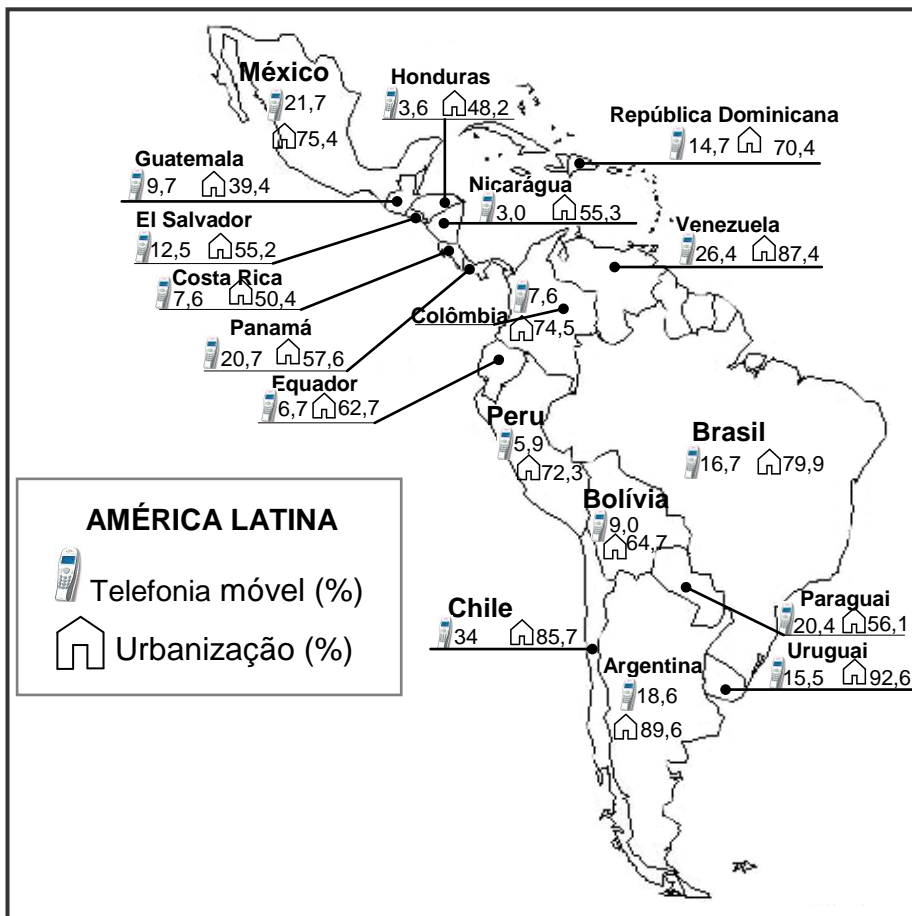 México
21,7
75,4
Honduras
3,6 48,2
República Dominicana
14,7 70,4
Guatemala
9,7 39,4
Nicarágua
3,0 55,3
El Salvador
12,5 55,2
Venezuela
26,4 87,4
Costa Rica
7,6 50,4
7,6
Colômbia
74,5
Panamá
20,7 57,6
Equador
6,7 62,7
Peru
5,9
72,3
Brasil
16,7 79,9
Bolívia
9,0
64,7
AMÉRICA LATINA
Telefonia móvel (%)
Urbanização (%)
Chile
34 85,7
Paraguai
20,4 56,1
Uruguai
15,5 92,6
Argentina
18,6
89,6